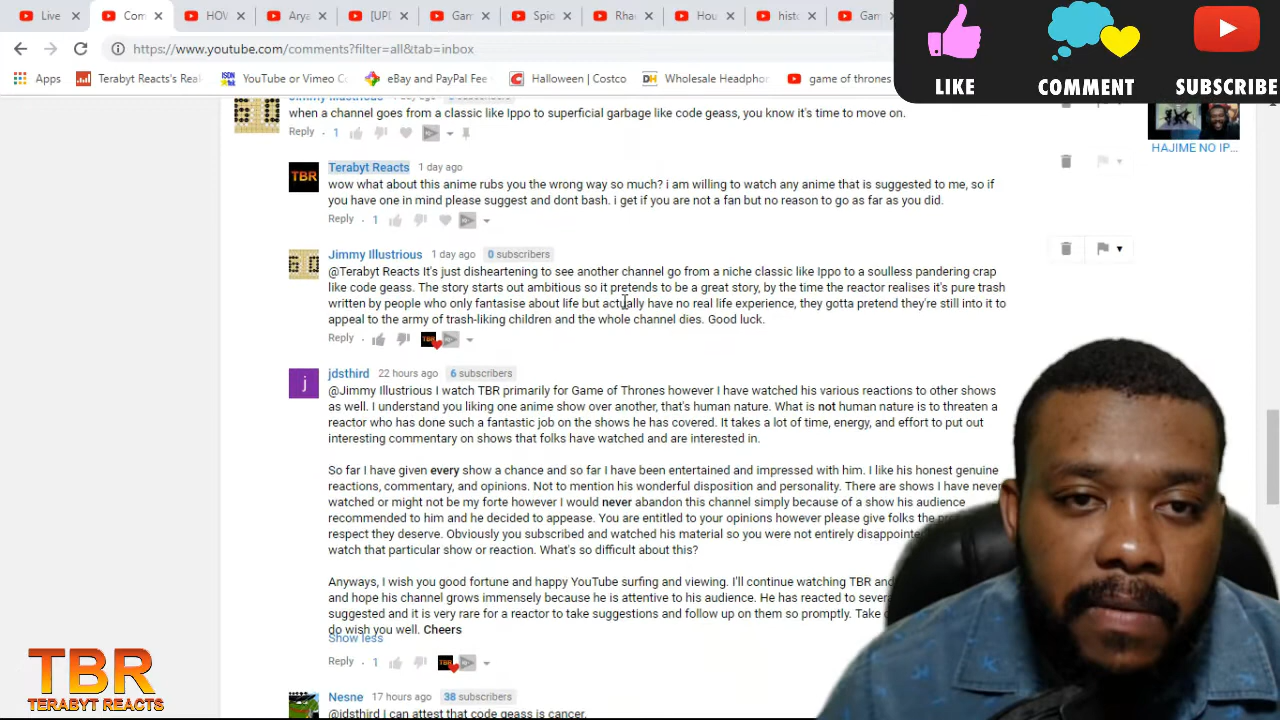 Live
Com
HOV
Arya
[UPD
Gam
Spid
Rhae
Hou
histo
Gam
https://www.youtube.com/comments?filter=all&tab=inbox
Apps
Terabyt Reacts's Rea
YouTube or Vimeo C
eBay and PayPal Fee
Halloween | Costco
Wholesale Headphor
game of thrones
LIKE
COMMENT
SUBSCRIBE
HAJIME NO IP...
Jimmy Illustrious
when a channel goes from a classic like Ippo to superficial garbage like code geass, you know it's time to move on.
Reply · 1
Terabyt Reacts 1 day ago
wow what about this anime rubs you the wrong way so much? i am willing to watch any anime that is suggested to me, so if
you have one in mind please suggest and dont bash. i get if you are not a fan but no reason to go as far as you did.
Reply · 1
Jimmy Illustrious 1 day ago 0 subscribers
@Terabyt Reacts It's just disheartening to see another channel go from a niche classic like Ippo to a soulless pandering crap
like code geass. The story starts out ambitious so it pretends to be a great story, by the time the reactor realises it's pure trash
written by people who only fantasise about life but actually have no real life experience, they gotta pretend they're still into it to
appeal to the army of trash-liking children and the whole channel dies. Good luck.
Reply ·
jdsthird 22 hours ago 6 subscribers
@Jimmy Illustrious I watch TBR primarily for Game of Thrones however I have watched his various reactions to other shows
as well. I understand you liking one anime show over another, that's human nature. What is not human nature is to threaten a
reactor who has done such a fantastic job on the shows he has covered. It takes a lot of time, energy, and effort to put out
interesting commentary on shows that folks have watched and are interested in.
So far I have given every show a chance and so far I have been entertained and impressed with him. I like his honest genuine
reactions, commentary, and opinions. Not to mention his wonderful disposition and personality. There are shows I have never
watched or might not be my forte however I would never abandon this channel simply because of a show his audience
recommended to him and he decided to appease. You are entitled to your opinions however please give folks the
respect they deserve. Obviously you subscribed and watched his material so you were not entirely disappointe
watch that particular show or reaction. What's so difficult about this?
Anyways, I wish you good fortune and happy YouTube surfing and viewing. I'll continue watching TBR and
and hope his channel grows immensely because he is attentive to his audience. He has reacted to severa
suggested and it is very rare for a reactor to take suggestions and follow up on them so promptly. Take
do wish you well. Cheers
Show less
Reply · 1
Nesne 17 hours ago 38 subscribers
@jdsthird I can attest that code geass is cancer.
TBR
TERABYT REACTS